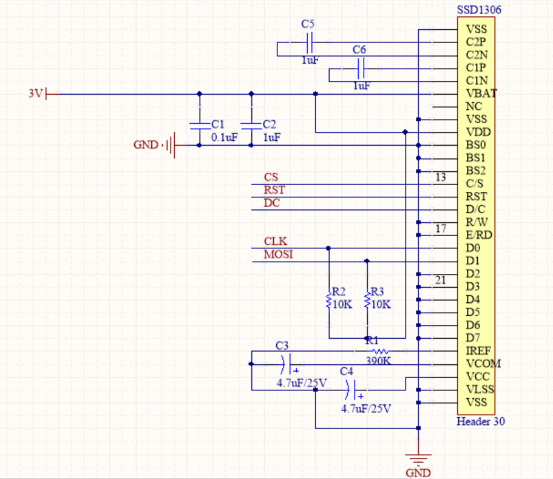 SSD1306
C5
VSS
C2P
C6
C2N
1uF
C1P
1uF
C1N
3V
VBAT
NC
C1
C2
VSS
0.1uF
1uF
VDD
GND
BS0
BS1
BS2
CS
13
C/S
RST
RST
DC
D/C
R/W
17
E/RD
CLK
D0
MOSI
D1
D2
21
D3
R2
R3
10K
10K
D4
D5
D6
D7
R1
C3
IREF
390K
VCOM
C4
VCC
4.7uF/25V
VLSS
4.7uF/25V
VSS
Header 30
GND